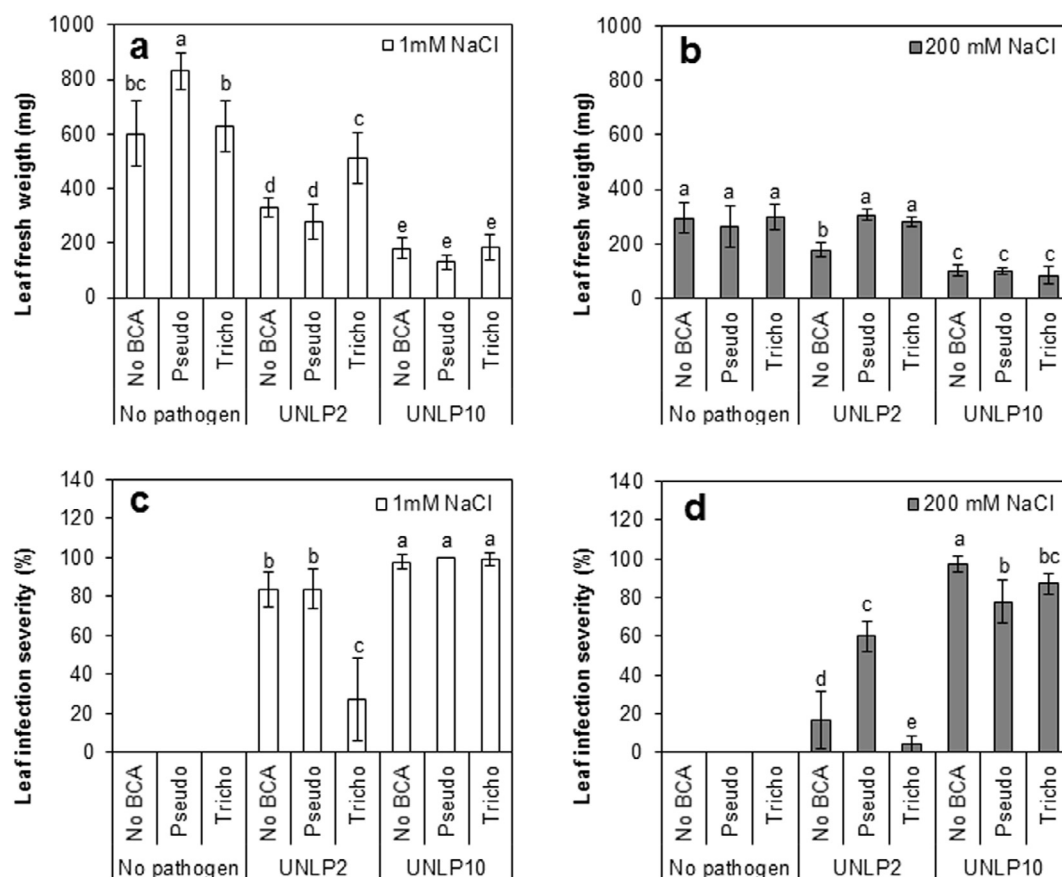 a
1mM NaCl
Leaf fresh weigth (mg)
1000
800
600
400
200
0
bc
a
b
d
d
c
e
e
e
No BCA
Pseudo
Tricho
No BCA
Pseudo
Tricho
No BCA
Pseudo
Tricho
No pathogen
UNLP2
UNLP10
b
200 mM NaCl
Leaf fresh weigth (mg)
1000
800
600
400
200
0
a
a
a
b
a
a
c
c
c
No BCA
Pseudo
Tricho
No BCA
Pseudo
Tricho
No BCA
Pseudo
Tricho
No pathogen
UNLP2
UNLP10
c
1mM NaCl
Leaf infection severity (%)
140
120
100
80
60
40
20
0
b
b
c
a
a
a
No BCA
Pseudo
Tricho
No BCA
Pseudo
Tricho
No BCA
Pseudo
Tricho
No pathogen
UNLP2
UNLP10
d
200 mM NaCl
Leaf infection severity (%)
140
120
100
80
60
40
20
0
d
c
e
a
b
bc
No BCA
Pseudo
Tricho
No BCA
Pseudo
Tricho
No BCA
Pseudo
Tricho
No pathogen
UNLP2
UNLP10